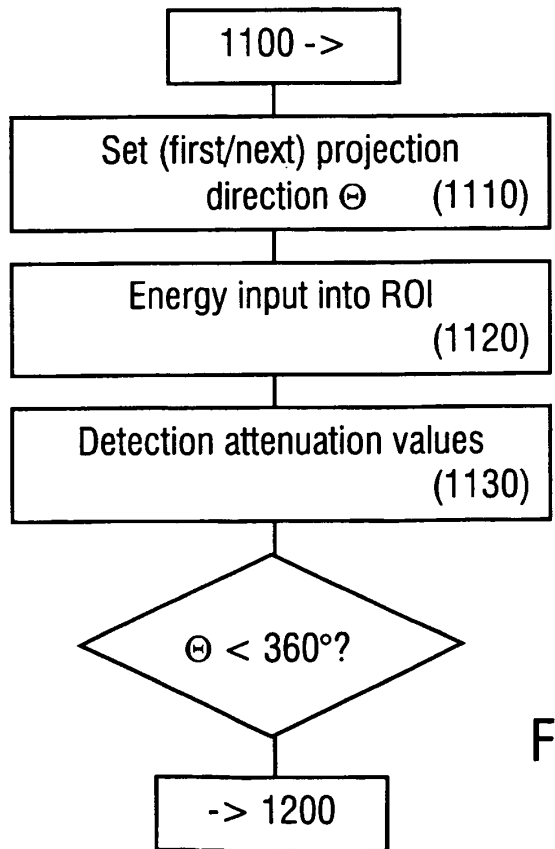 1100 ->
Set (first/next) projection
direction Θ (1110)
Energy input into ROI
(1120)
Detection attenuation values
(1130)
Θ < 360°?
F
-> 1200